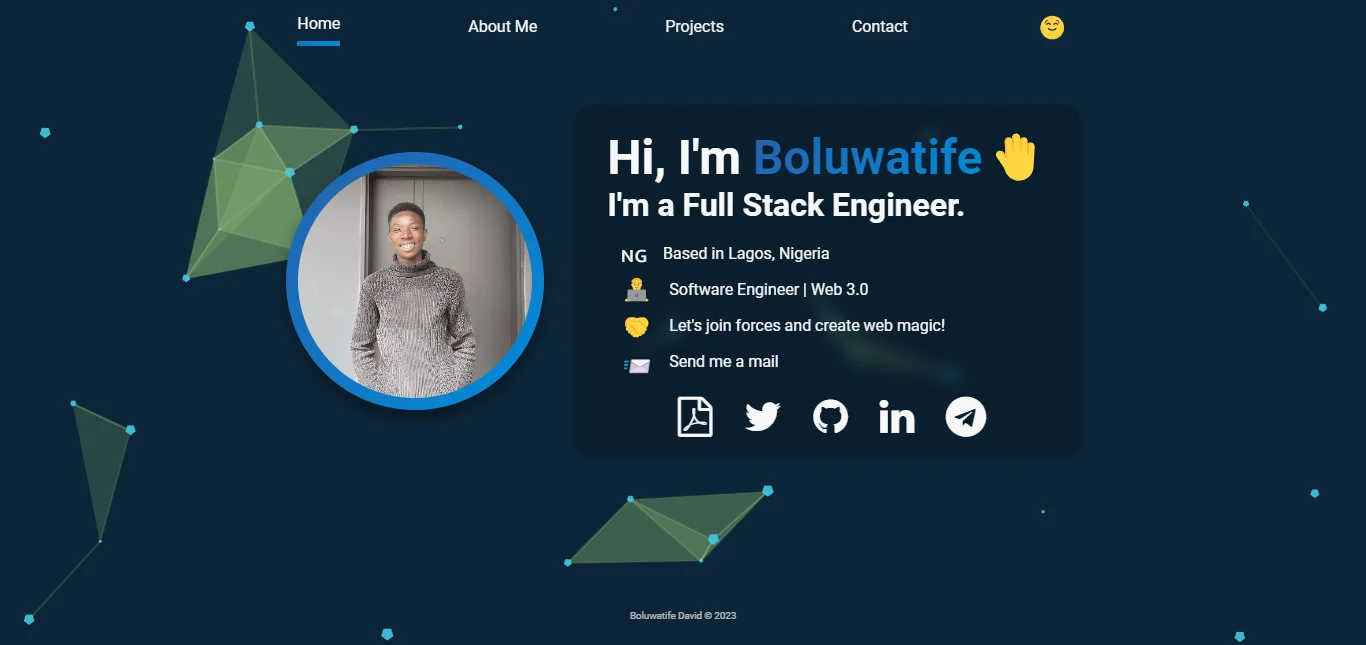 Home
About Me
Projects
Contact
Hi, I'm Boluwatife
I'm a Full Stack Engineer.
NG Based in Lagos, Nigeria
Software Engineer | Web 3.0
Let's join forces and create web magic!
Send me a mail
in
Boluwatife David © 2023